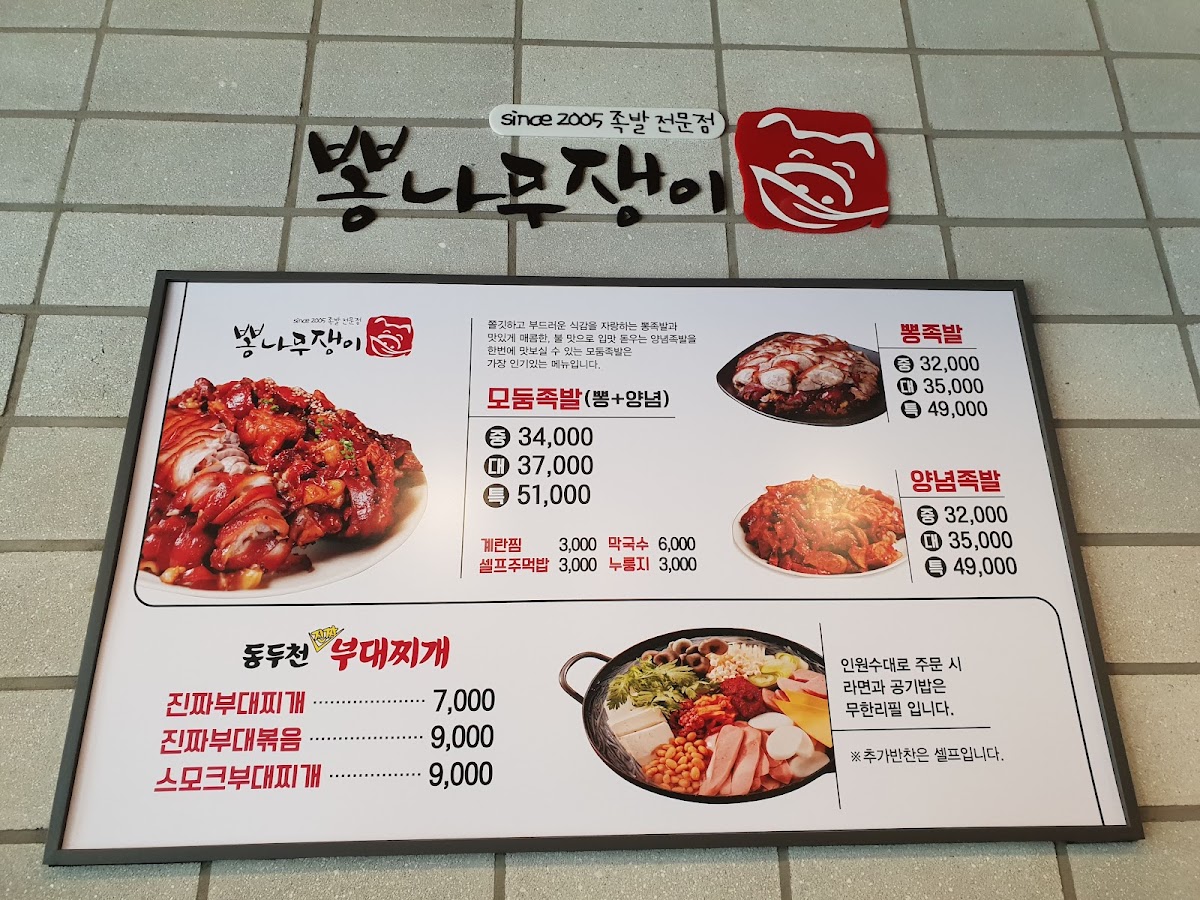 since 2005 족발 전문점
뽕나무쟁이
since 2005 족발 전문점
뽕나무쟁이
쫄깃하고 부드러운 식감을 자랑하는 뽕족발과
맛있게 매콤한, 불 맛으로 입맛 돋우는 양념족발을
한번에 맛보실 수 있는 모둠족발은
가장 인기있는 메뉴입니다.
모둠족발(뽕+양념)
중 34,000
대 37,000
특 51,000
계란찜 3,000 막국수 6,000
셀프주먹밥 3,000 누룽지 3,000
뽕족발
중 32,000
대 35,000
특 49,000
양념족발
중 32,000
대 35,000
특 49,000
동두천 진짜 부대찌개
진짜부대찌개 7,000
진짜부대볶음 9,000
스모크부대찌개 9,000
인원수대로 주문 시
라면과 공기밥은
무한리필 입니다.
※추가반찬은 셀프입니다.